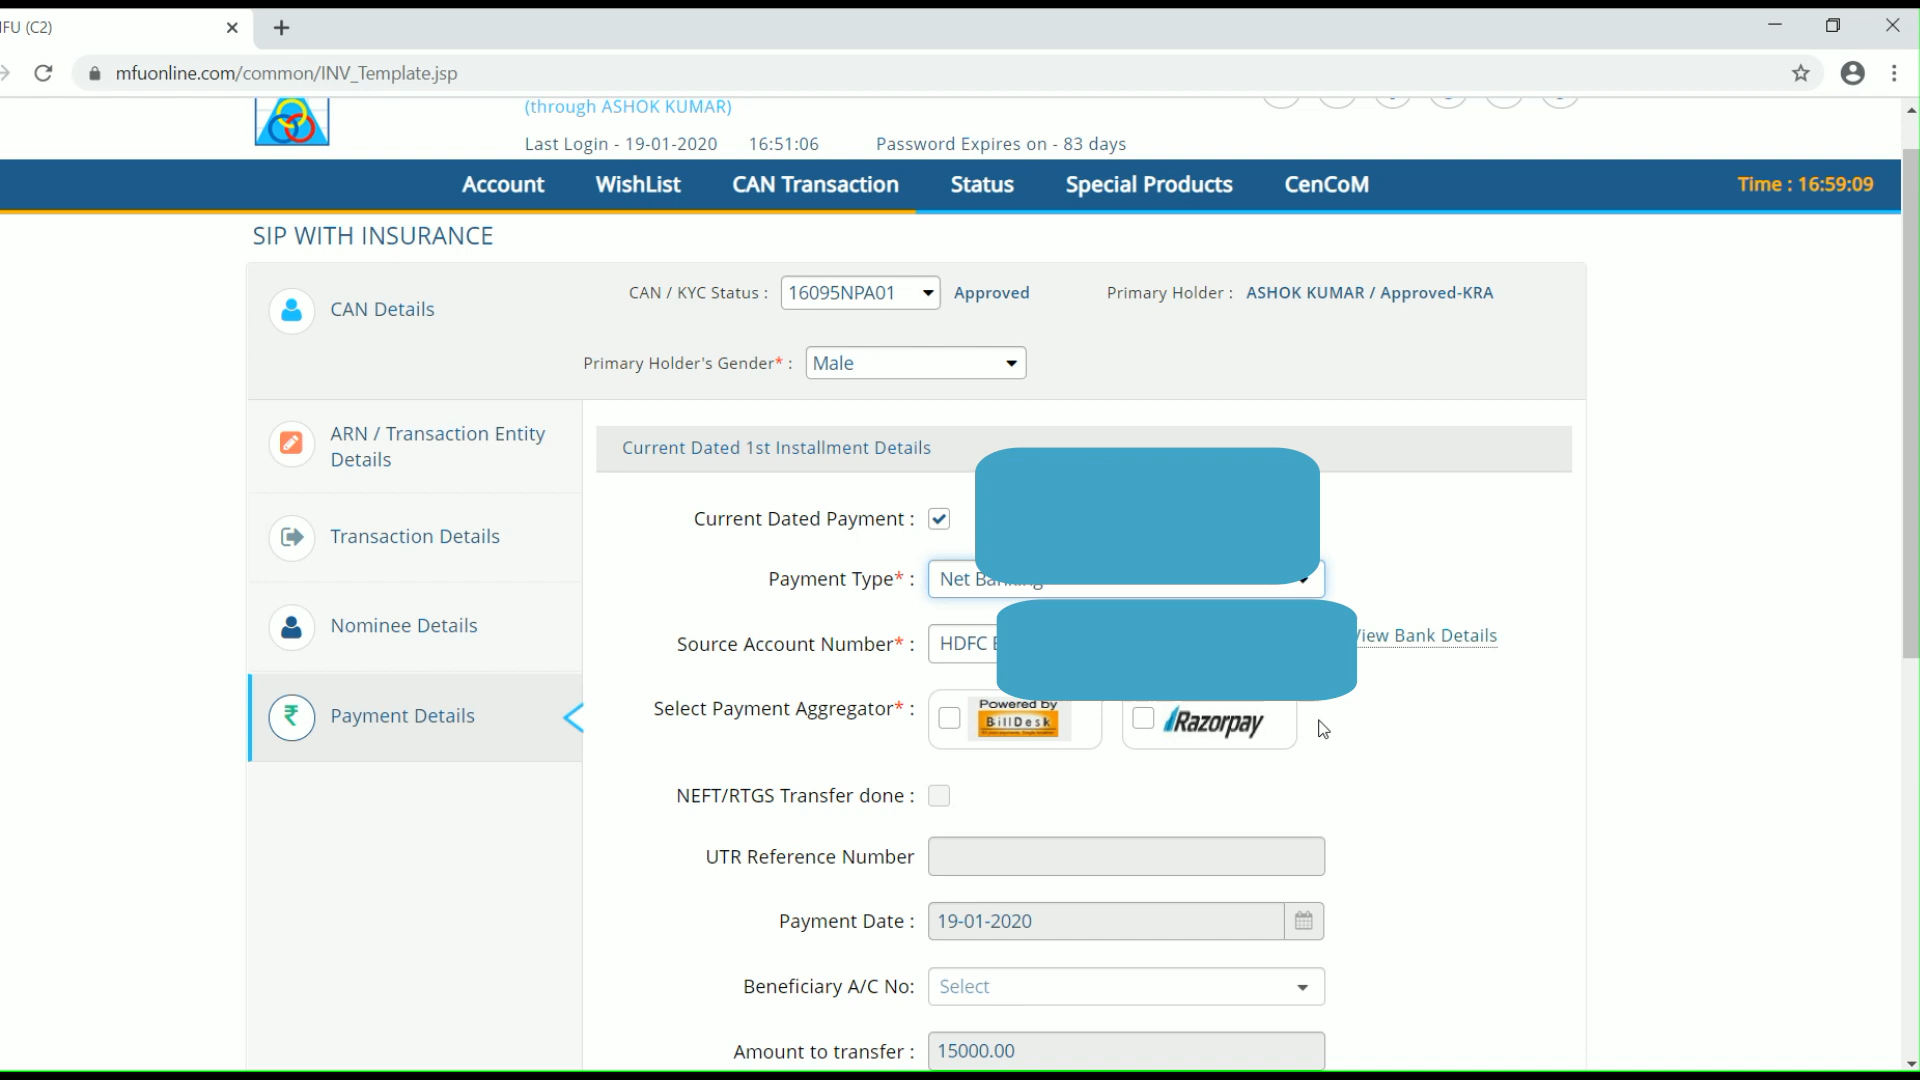 IFU (C2)
mfuonline.com/common/INV_Template.jsp
(through ASHOK KUMAR)
Last Login - 19-01-2020 16:51:06 Password Expires on - 83 days
Account WishList CAN Transaction Status Special Products CenCoM Time : 16:59:09
SIP WITH INSURANCE
CAN Details
CAN / KYC Status : 16095NPA01 Approved Primary Holder : ASHOK KUMAR / Approved-KRA
Primary Holder's Gender* : Male
ARN / Transaction Entity
Details
Transaction Details
Nominee Details
Payment Details
Current Dated 1st Installment Details
Current Dated Payment :
Payment Type* : Net Banking
Source Account Number* : HDFC View Bank Details
Select Payment Aggregator* : Powered by
BillDesk
Razorpay
NEFT/RTGS Transfer done :
UTR Reference Number
Payment Date : 19-01-2020
Beneficiary A/C No: Select
Amount to transfer : 15000.00